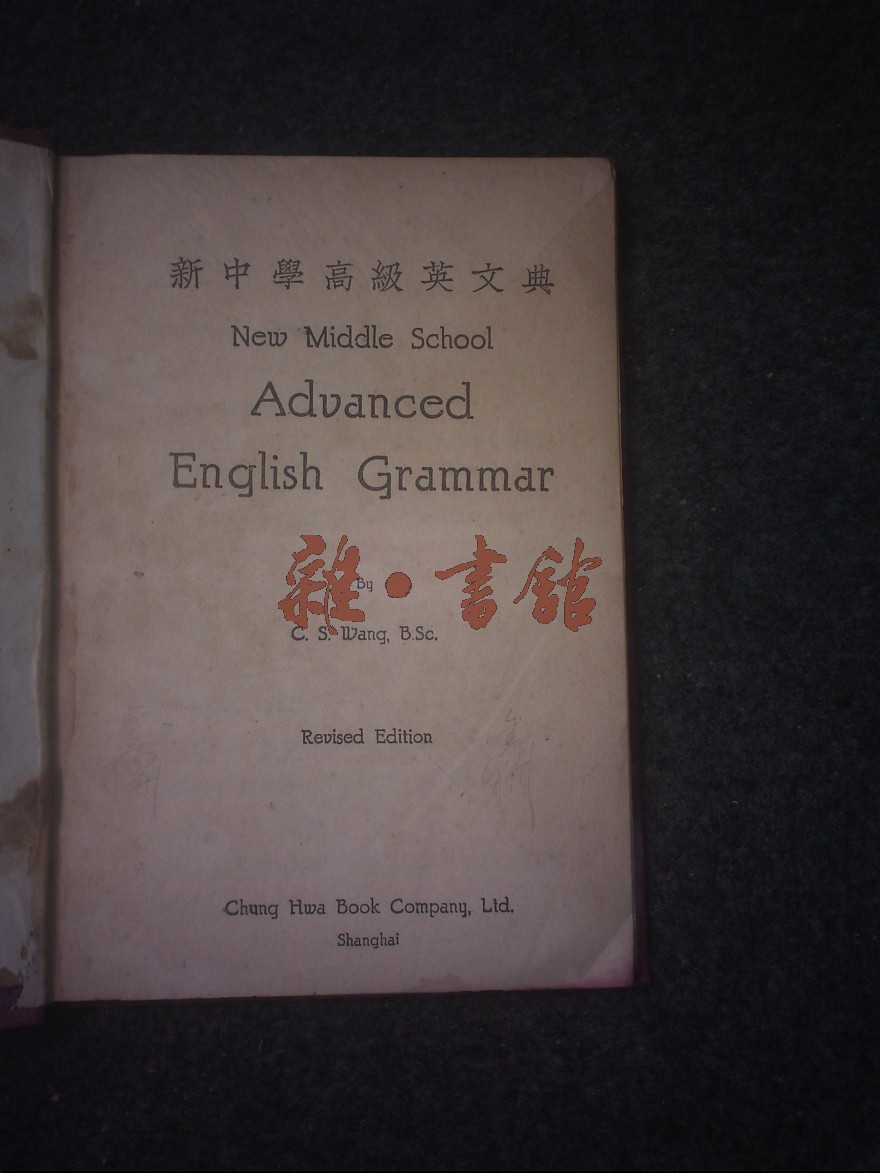 新中學高級英文典
New Middle School
Advanced
English Grammar
By
雜·書館
C. S. Wang, B.Sc.
Revised Edition
Chung Hwa Book Company, Ltd.
Shanghai